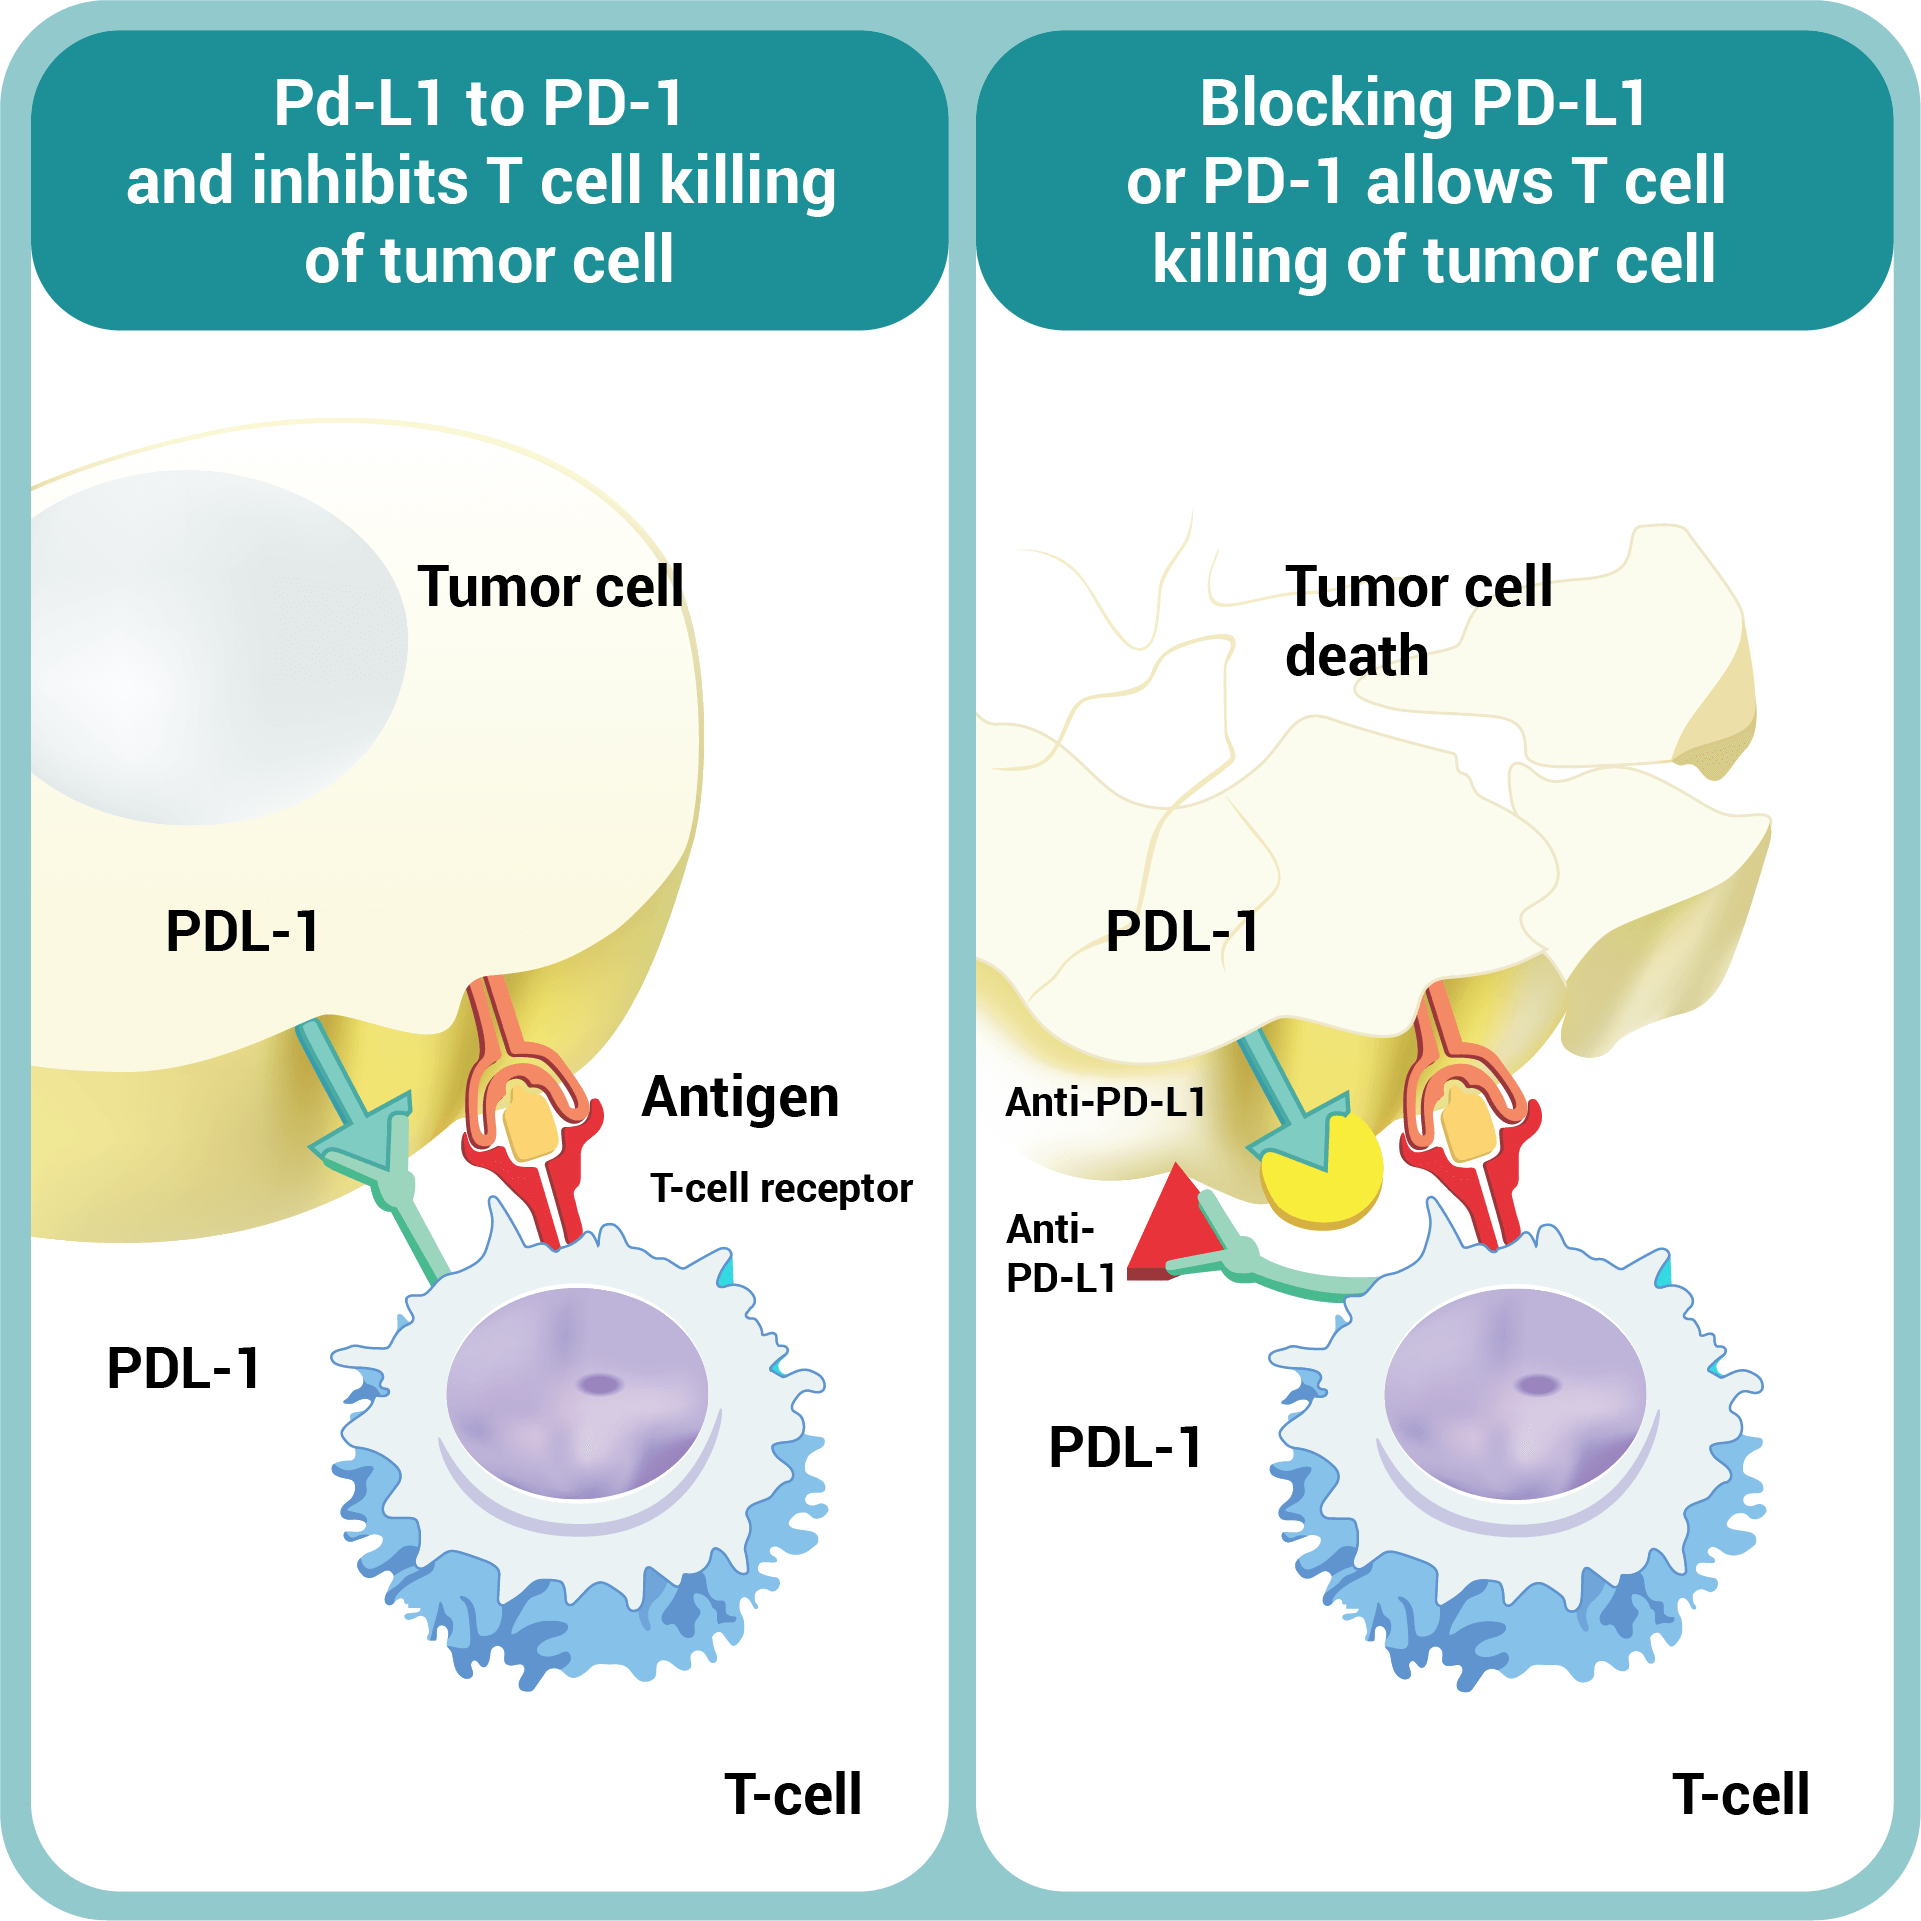 Pd-L1 to PD-1
and inhibits T cell killing
of tumor cell
Tumor cell
PDL-1
Antigen
T-cell receptor
PDL-1
T-cell
Blocking PD-L1
or PD-1 allows T cell
killing of tumor cell
Tumor cell
death
PDL-1
Anti-PD-L1
Anti-
PD-L1
PDL-1
T-cell